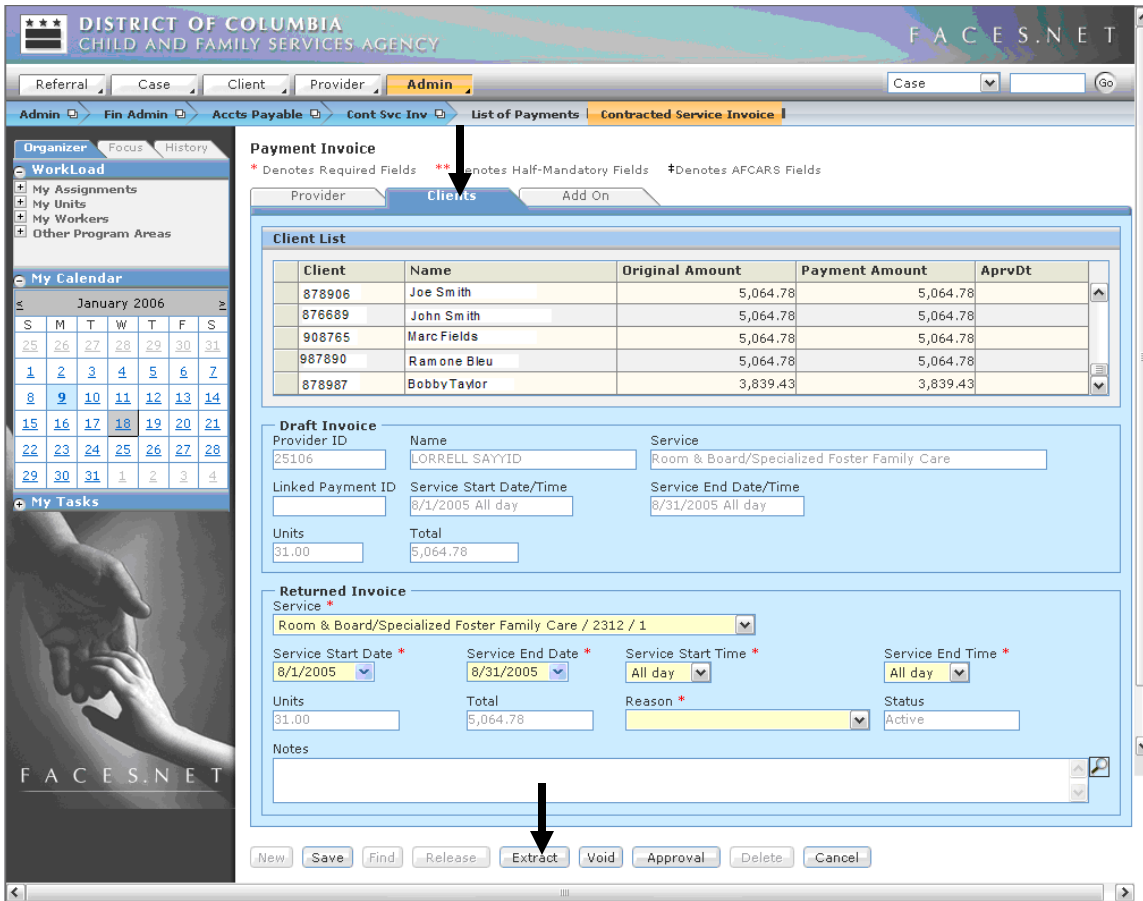 DISTRICT OF COLUMBIA
CHILD AND FAMILY SERVICES AGENCY
FACES.NET
Referral Case Client Provider Admin
Case Go
Admin Fin Admin Accts Payable Cont Svc Inv List of Payments Contracted Service Invoice
Organizer Focus History
WorkLoad
My Assignments
My Units
My Workers
Other Program Areas
My Calendar
< January 2006 >
S M T W T F S
25 26 27 28 29 30 31
1 2 3 4 5 6 7
8 9 10 11 12 13 14
15 16 17 18 19 20 21
22 23 24 25 26 27 28
29 30 31 1 2 3 4
My Tasks
FACES.NET
Payment Invoice
* Denotes Required Fields ** Denotes Half-Mandatory Fields ‡Denotes AFCARS Fields
Provider Clients Add On
Client List
Client Name Original Amount Payment Amount AprvDt
878906 Joe Smith 5,064.78 5,064.78
876689 John Smith 5,064.78 5,064.78
908765 Marc Fields 5,064.78 5,064.78
987890 Ramone Bleu 5,064.78 5,064.78
878987 Bobby Taylor 3,839.43 3,839.43
Draft Invoice
Provider ID Name Service
25106 LORRELL SAYYID Room & Board/Specialized Foster Family Care
Linked Payment ID Service Start Date/Time Service End Date/Time
8/1/2005 All day 8/31/2005 All day
Units Total
31.00 5,064.78
Returned Invoice
Service *
Room & Board/Specialized Foster Family Care / 2312 / 1
Service Start Date * Service End Date * Service Start Time * Service End Time *
8/1/2005 8/31/2005 All day All day
Units Total Reason * Status
31.00 5,064.78 Active
Notes
New Save Find Release Extract Void Approval Delete Cancel